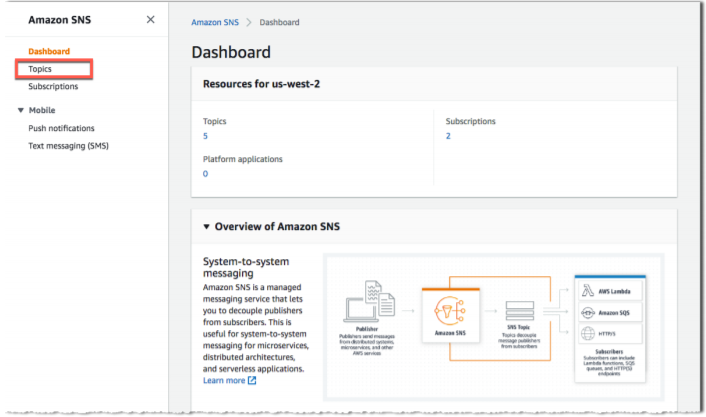 Amazon SNS
Dashboard
Topics
Subscriptions
Mobile
Push notifications
Text messaging (SMS)
Amazon SNS > Dashboard
Dashboard
Resources for us-west-2
Topics
5
Subscriptions
2
Platform applications
0
Overview of Amazon SNS
System-to-system
messaging
Amazon SNS is a managed
messaging service that lets
you to decouple publishers
from subscribers. This is
useful for system-to-system
messaging for microservices,
distributed architectures,
and serverless applications.
Learn more
Publisher
Publishers send messages
from distributed systems,
microservices, and other
AWS services
Amazon SNS
SNS Topic
Topics decouple
message publishers
from subscribers
AWS Lambda
Amazon SQS
HTTP/S
Subscribers
Subscribers can include
Lambda functions, SQS
queues, and HTTP(S)
endpoints